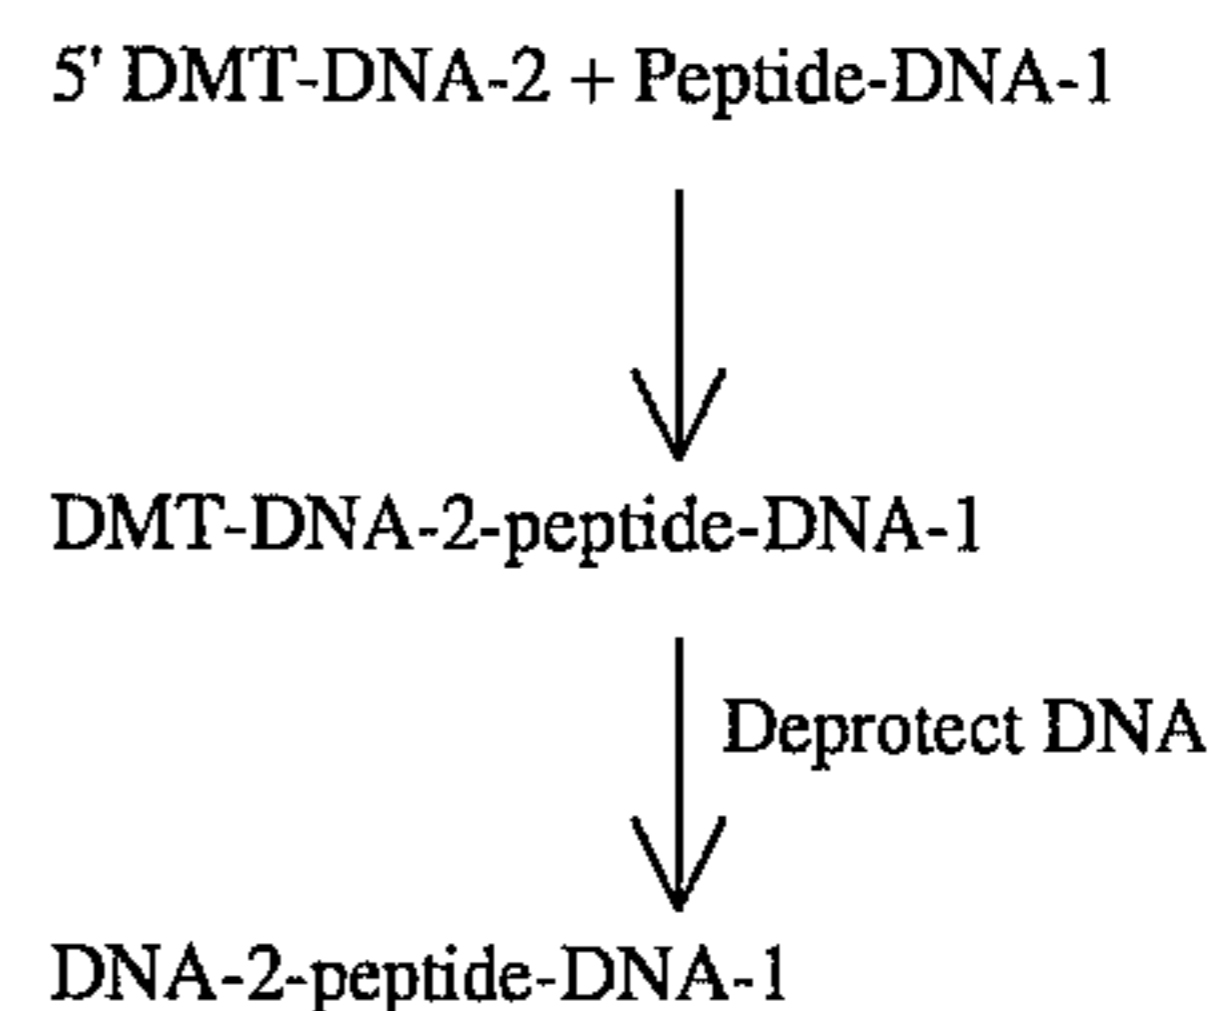 5' DMT-DNA-2 + Peptide-DNA-1
DMT-DNA-2-peptide-DNA-1
Deprotect DNA
DNA-2-peptide-DNA-1